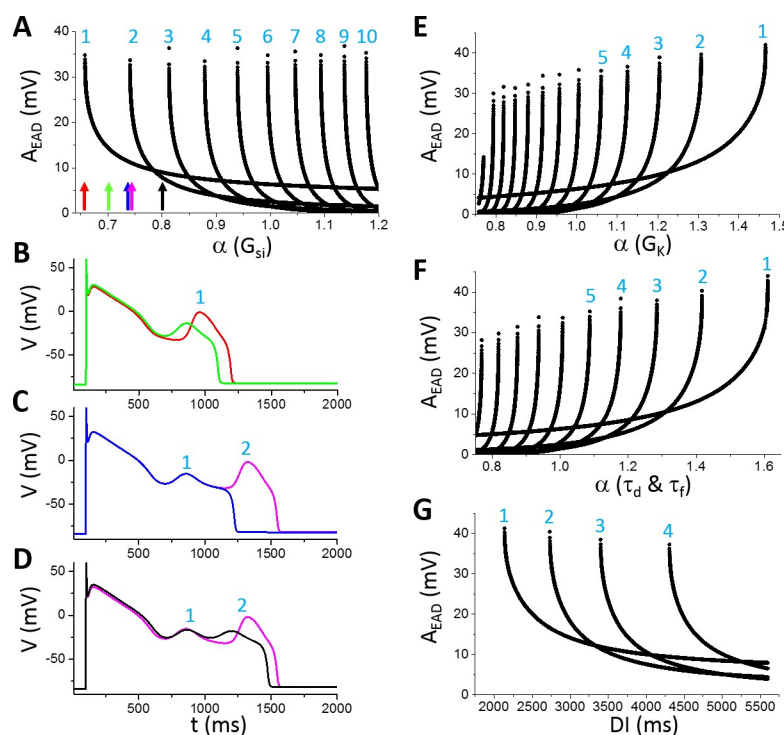 A
1 2 3 4 5 6 7 8 9 10
40
30
20
10
0
A_EAD (mV)
0.7 0.8 0.9 1.0 1.1 1.2
α (G_si)
B
50
0
-50
V (mV)
1
500 1000 1500 2000
C
50
0
-50
V (mV)
1 2
500 1000 1500 2000
D
50
0
-50
V (mV)
1 2
500 1000 1500 2000
t (ms)
E
5 4 3 2 1
40
30
20
10
0
A_EAD (mV)
0.8 0.9 1.0 1.1 1.2 1.3 1.4 1.5
α (G_K)
F
5 4 3 2 1
40
30
20
10
0
A_EAD (mV)
0.8 1.0 1.2 1.4 1.6
α (τ_d & τ_f)
G
1 2 3 4
40
30
20
10
0
A_EAD (mV)
2000 2500 3000 3500 4000 4500 5000 5500
DI (ms)